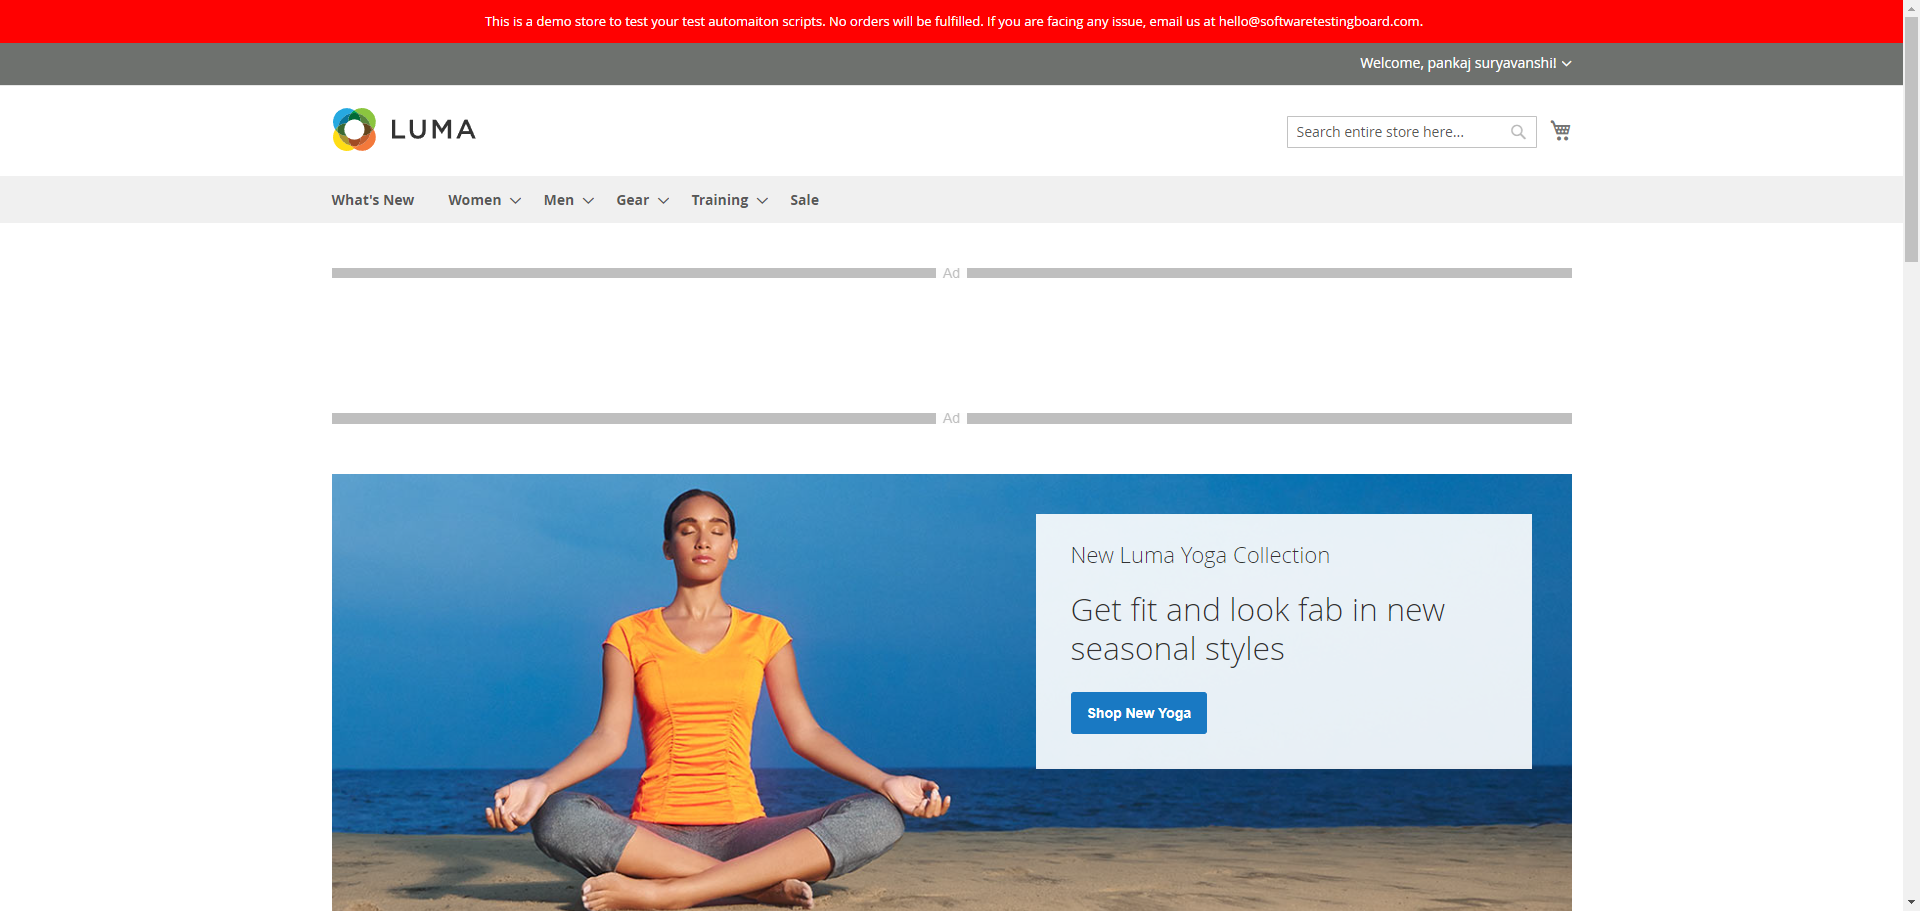 This is a demo store to test your test automaiton scripts. No orders will be fulfilled. If you are facing any issue, email us at hello@softwaretestingboard.com.
Welcome, pankaj suryavanshi!
LUMA
Search entire store here...
What's New Women Men Gear Training Sale
Ad
Ad
New Luma Yoga Collection
Get fit and look fab in new
seasonal styles
Shop New Yoga